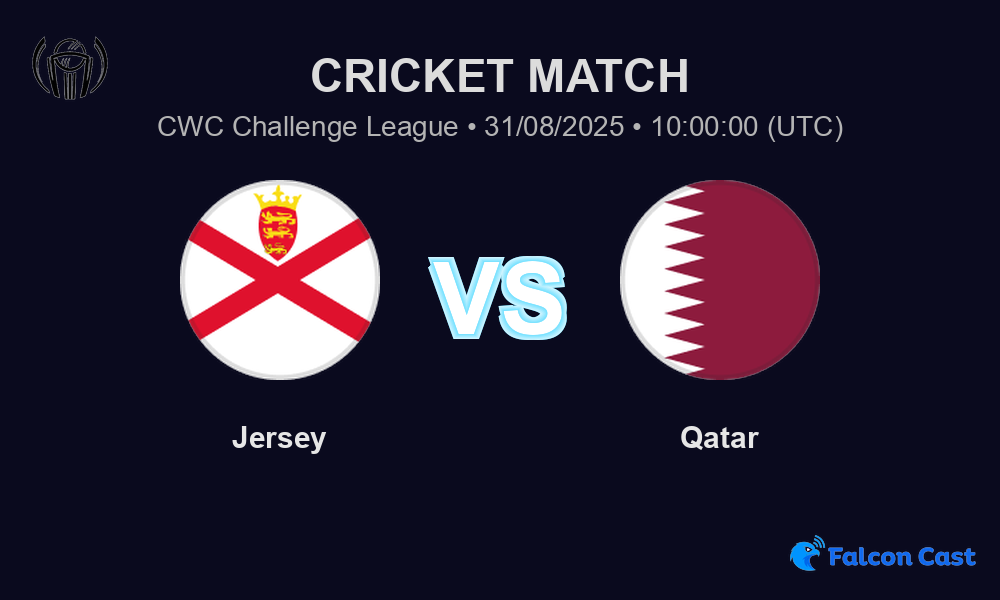 CRICKET MATCH
CWC Challenge League • 31/08/2025 • 10:00:00 (UTC)
VS
Jersey
Qatar
Falcon Cast